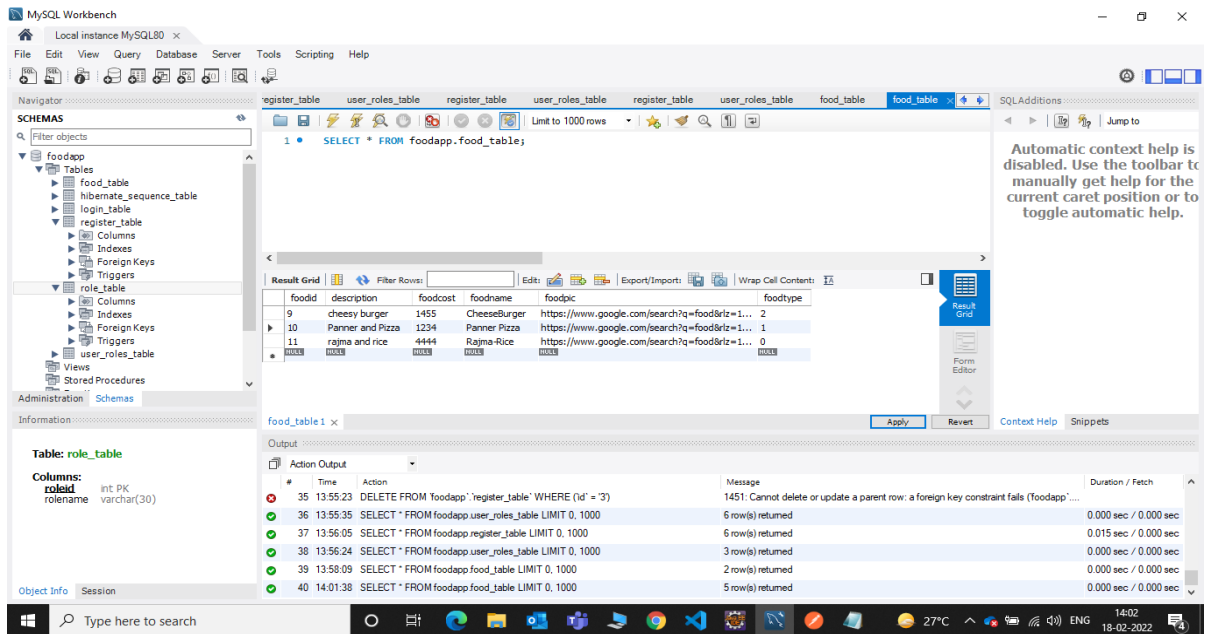 MySQL Workbench
Local instance MySQL80 ×
File Edit View Query Database Server Tools Scripting Help
Navigator
SCHEMAS
Filter objects
foodapp
Tables
food_table
hibernate_sequence_table
login_table
register_table
Columns
Indexes
Foreign Keys
Triggers
role_table
Columns
Indexes
Foreign Keys
Triggers
user_roles_table
Views
Stored Procedures
Administration Schemas
Information
Table: role_table
Columns:
roleid int PK
rolename varchar(30)
Object Info Session
register_table user_roles_table register_table user_roles_table register_table user_roles_table food_table food_table ×
Limit to 1000 rows
1 SELECT * FROM foodapp.food_table;
Result Grid Filter Rows: Edit: Export/Import: Wrap Cell Content:
foodid description foodcost foodname foodpic foodtype
9 cheesy burger 1455 CheeseBurger https://www.google.com/search?q=food&rlz=1... 2
10 Panner and Pizza 1234 Panner Pizza https://www.google.com/search?q=food&rlz=1... 1
11 rajma and rice 4444 Rajma-Rice https://www.google.com/search?q=food&rlz=1... 0
NULL NULL NULL NULL NULL NULL
Result
Grid
Form
Editor
food_table 1 × Apply Revert
SQLAdditions
Jump to
Automatic context help is
disabled. Use the toolbar to
manually get help for the
current caret position or to
toggle automatic help.
Context Help Snippets
Output
Action Output
# Time Action Message Duration / Fetch
35 13:55:23 DELETE FROM `foodapp`.`register_table` WHERE (`id` = '3') 1451: Cannot delete or update a parent row: a foreign key constraint fails (`foodapp`....
36 13:55:35 SELECT * FROM foodapp.user_roles_table LIMIT 0, 1000 6 row(s) returned 0.000 sec / 0.000 sec
37 13:56:05 SELECT * FROM foodapp.register_table LIMIT 0, 1000 6 row(s) returned 0.015 sec / 0.000 sec
38 13:56:24 SELECT * FROM foodapp.user_roles_table LIMIT 0, 1000 3 row(s) returned 0.000 sec / 0.000 sec
39 13:58:09 SELECT * FROM foodapp.food_table LIMIT 0, 1000 2 row(s) returned 0.000 sec / 0.000 sec
40 14:01:38 SELECT * FROM foodapp.food_table LIMIT 0, 1000 5 row(s) returned 0.000 sec / 0.000 sec
Type here to search
27°C ENG
14:02
18-02-2022